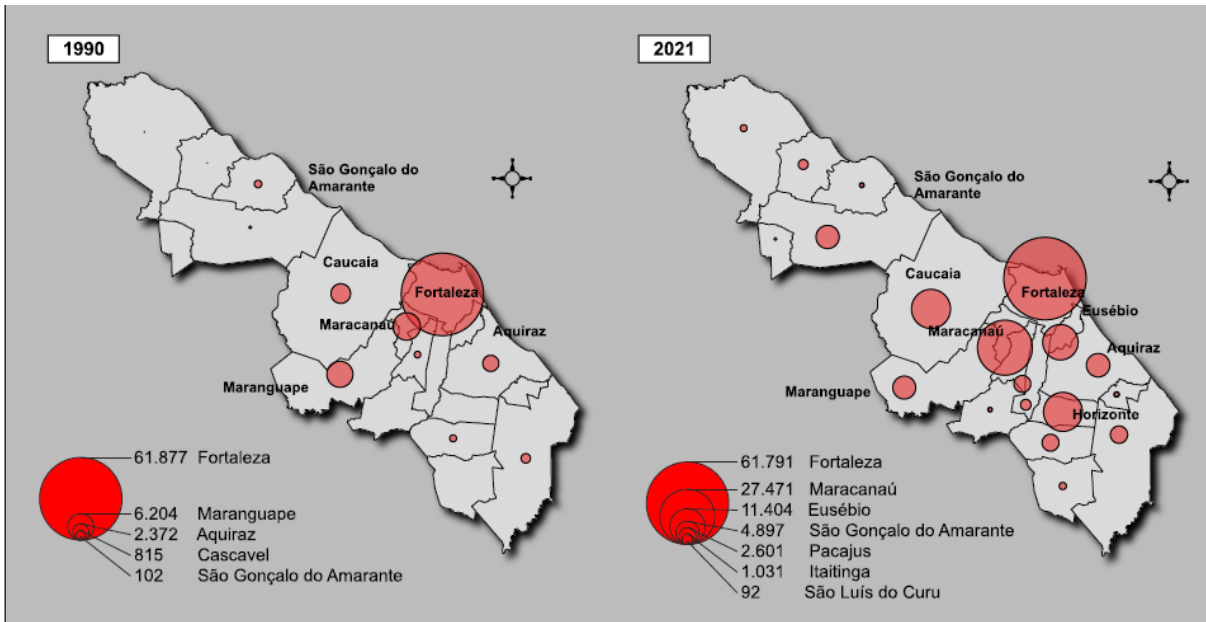 1990
São Gonçalo do
Amarante
Caucaia
Fortaleza
Maracanaú
Aquiraz
Maranguape
61.877 Fortaleza
6.204 Maranguape
2.372 Aquiraz
815 Cascavel
102 São Gonçalo do Amarante
2021
São Gonçalo do
Amarante
Caucaia
Fortaleza
Eusébio
Maracanaú
Aquiraz
Maranguape
Horizonte
61.791 Fortaleza
27.471 Maracanaú
11.404 Eusébio
4.897 São Gonçalo do Amarante
2.601 Pacajus
1.031 Itaitinga
92 São Luís do Curu